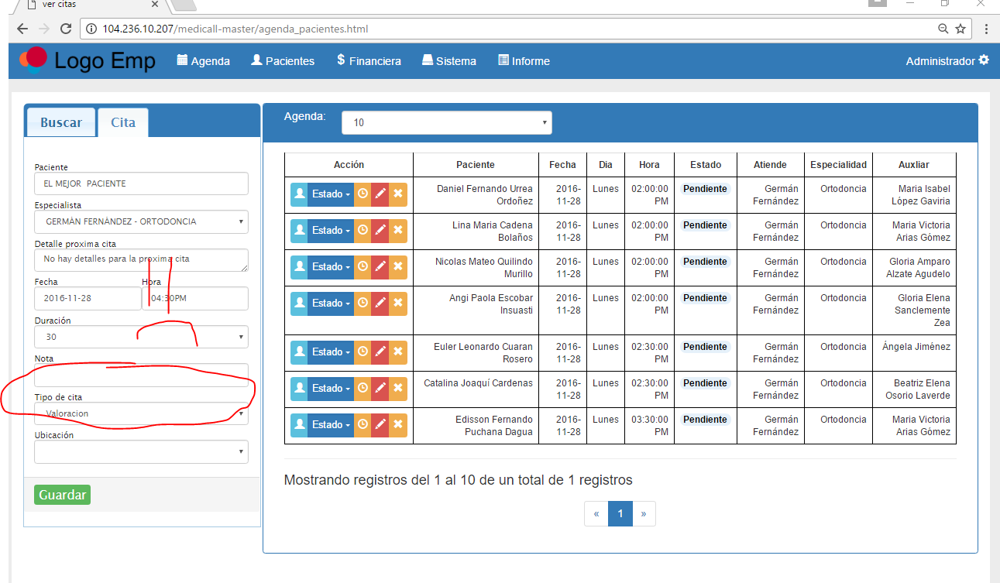 ver citas
104.236.10.207/medicall-master/agenda_pacientes.html
Logo Emp Agenda Pacientes $ Financiera Sistema Informe Administrador
Buscar Cita
Paciente
EL MEJOR PACIENTE
Especialista
GERMÁN FERNÁNDEZ - ORTODONCIA
Detalle proxima cita
No hay detalles para la proxima cita
Fecha Hora
2016-11-28 04:30PM
Duración
30
Nota
Tipo de cita
Valoracion
Ubicación
Guardar
Agenda: 10
Acción Paciente Fecha Dia Hora Estado Atiende Especialidad Auxliar
Estado Daniel Fernando Urrea 2016- Lunes 02:00:00 Pendiente Germán Ortodoncia Maria Isabel
Ordoñez 11-28 PM Fernández López Gaviria
Estado Lina Maria Cadena 2016- Lunes 02:00:00 Pendiente Germán Ortodoncia Maria Victoria
Bolaños 11-28 PM Fernández Arias Gómez
Estado Nicolas Mateo Quilindo 2016- Lunes 02:00:00 Pendiente Germán Ortodoncia Gloria Amparo
Murillo 11-28 PM Fernández Alzate Agudelo
Estado Angi Paola Escobar 2016- Lunes 02:00:00 Pendiente Germán Ortodoncia Gloria Elena
Insuasti 11-28 PM Fernández Sanclemente
Zea
Estado Euler Leonardo Cuaran 2016- Lunes 02:30:00 Pendiente Germán Ortodoncia Ángela Jiménez
Rosero 11-28 PM Fernández
Estado Catalina Joaquí Cardenas 2016- Lunes 02:30:00 Pendiente Germán Ortodoncia Beatriz Elena
11-28 PM Fernández Osorio Laverde
Estado Edisson Fernando 2016- Lunes 03:30:00 Pendiente Germán Ortodoncia Maria Victoria
Puchana Dagua 11-28 PM Fernández Arias Gómez
Mostrando registros del 1 al 10 de un total de 1 registros
« 1 »